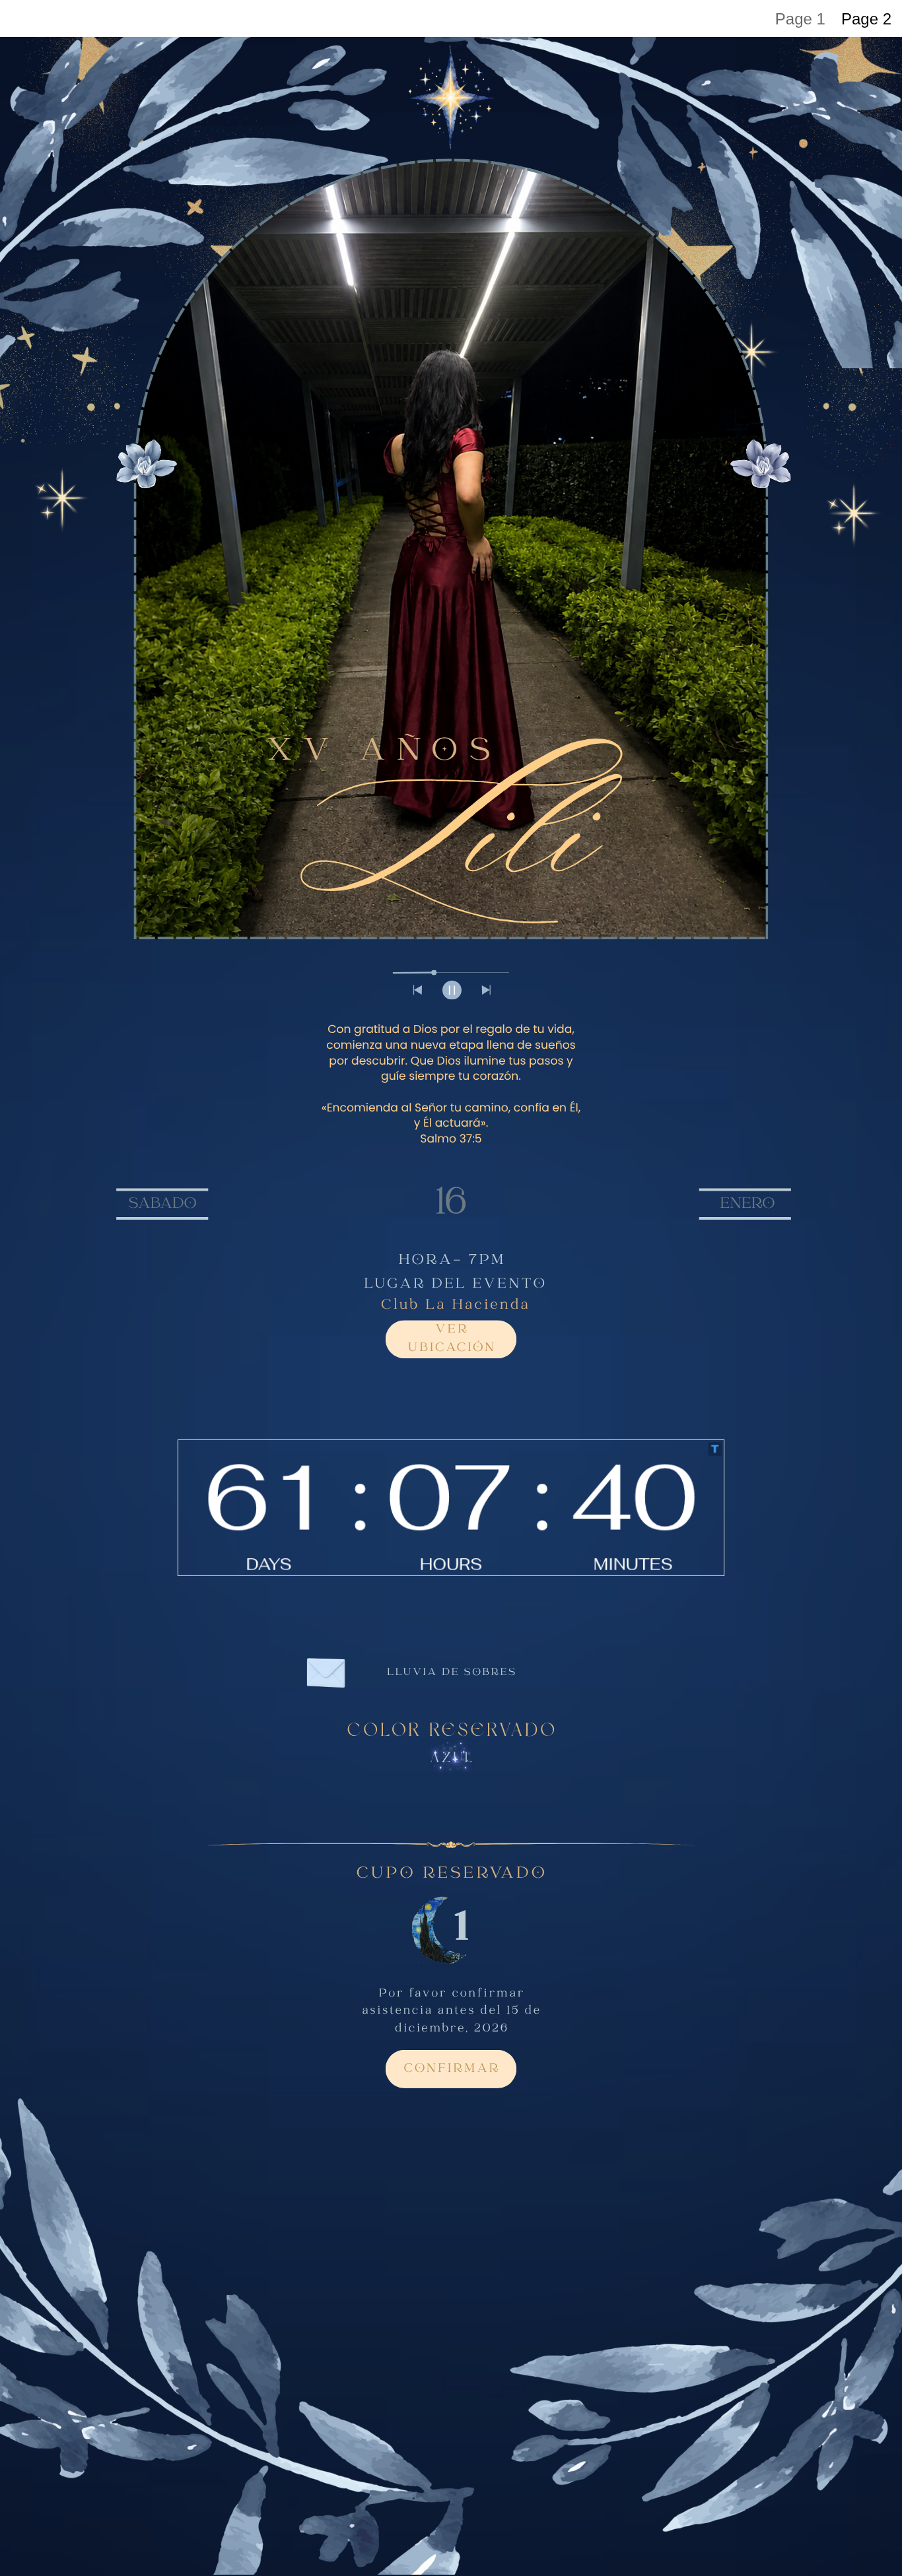 Page 1 Page 2
XV AÑOS
Lili
Con gratitud a Dios por el regalo de tu vida,
comienza una nueva etapa llena de sueños
por descubrir. Que Dios ilumine tus pasos y
guíe siempre tu corazón.
«Encomienda al Señor tu camino, confía en Él,
y Él actuará».
Salmo 37:5
SABADO
16
ENERO
HORA- 7PM
LUGAR DEL EVENTO
Club La Hacienda
VER
UBICACIÓN
T
61 : 07 : 40
DAYS HOURS MINUTES
LLUVIA DE SOBRES
COLOR RESERVADO
AZUL
CUPO RESERVADO
1
Por favor confirmar
asistencia antes del 15 de
diciembre, 2026
CONFIRMAR